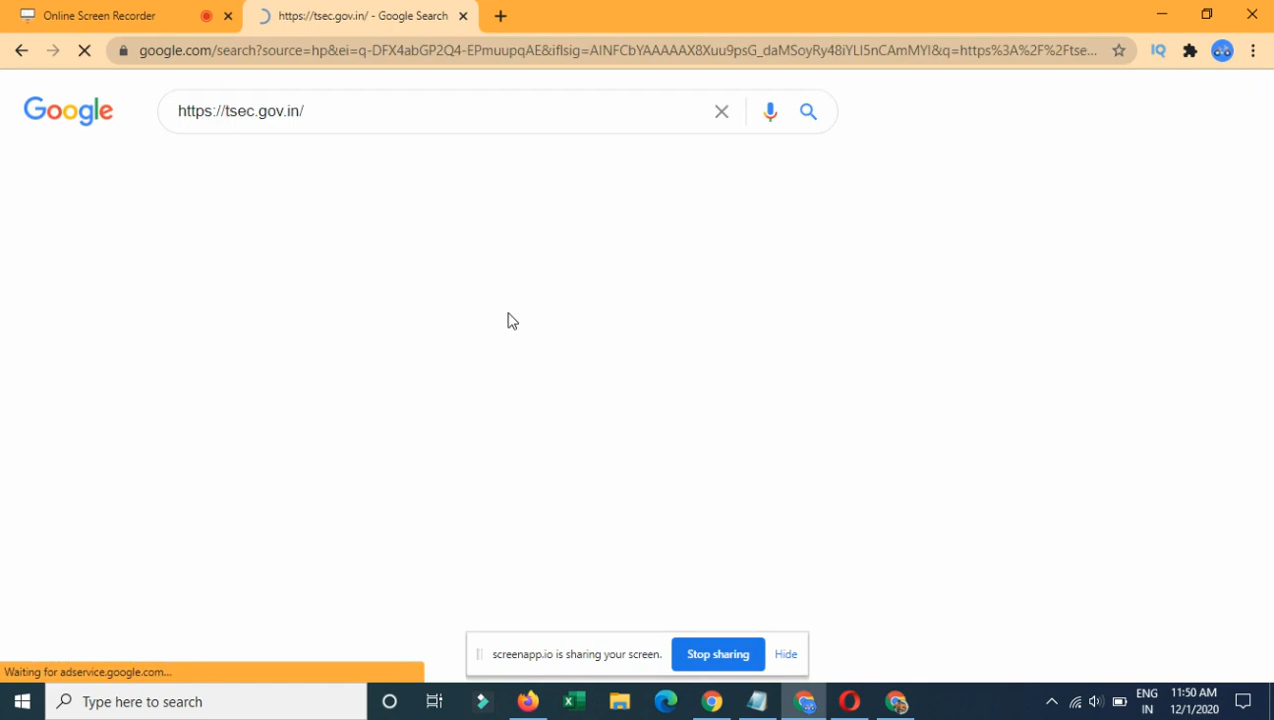 Online Screen Recorder
https://tsec.gov.in/ - Google Search
google.com/search?source=hp&ei=q-DFX4abGP2Q4-EPmuupqAE&iflsig=AINFCbYAAAAAX8Xuu9psG_daMSoyRy48iYLI5nCAmMYl&q=https%3A%2F%2Ftse...
IQ
Google
https://tsec.gov.in/
screenapp.io is sharing your screen.
Stop sharing
Hide
Waiting for adservice.google.com...
Type here to search
ENG
IN
11:50 AM
12/1/2020